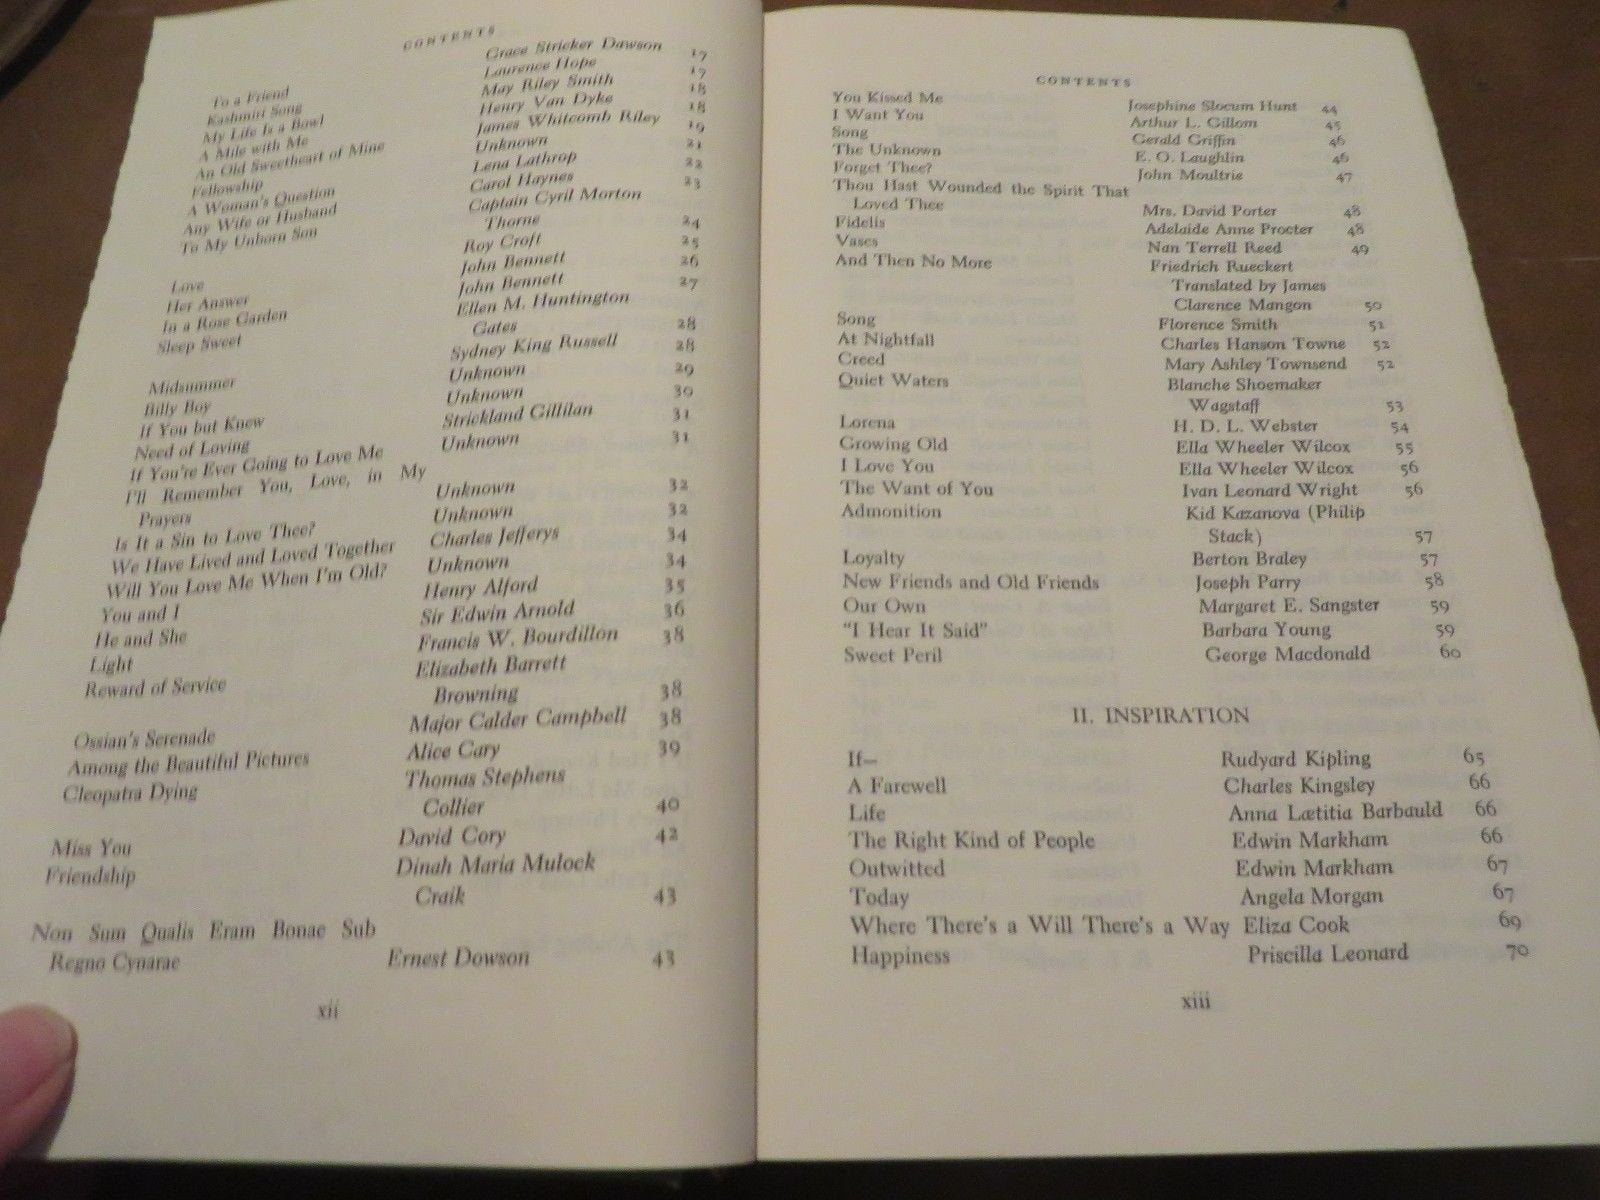 CONTENTS
To a Friend Grace Stricker Dawson 17
Kashmiri Song Laurence Hope 17
My Life Is a Bowl May Riley Smith 18
A Mile with Me Henry Van Dyke 18
An Old Sweetheart of Mine James Whitcomb Riley 19
Fellowship Unknown 21
A Woman's Question Lena Lathrop 22
Any Wife or Husband Carol Haynes 23
To My Unborn Son Captain Cyril Morton
Thorne 24
Love Roy Croft 25
Her Answer John Bennett 26
In a Rose Garden John Bennett 27
Sleep Sweet Ellen M. Huntington
Gates 28
Midsummer Sydney King Russell 28
Billy Boy Unknown 29
If You but Knew Unknown 30
Need of Loving Strickland Gillilan 31
If You're Ever Going to Love Me Unknown 31
I'll Remember You, Love, in My
Prayers Unknown 32
Is It a Sin to Love Thee? Unknown 32
We Have Lived and Loved Together Charles Jefferys 34
Will You Love Me When I'm Old? Unknown 34
You and I Henry Alford 35
He and She Sir Edwin Arnold 36
Light Francis W. Bourdillon 38
Reward of Service Elizabeth Barrett
Browning 38
Ossian's Serenade Major Calder Campbell 38
Among the Beautiful Pictures Alice Cary 39
Cleopatra Dying Thomas Stephens
Collier 40
Miss You David Cory 42
Friendship Dinah Maria Mulock
Craik 43
Non Sum Qualis Eram Bonae Sub
Regno Cynarae Ernest Dowson 43
xii
CONTENTS
You Kissed Me Josephine Slocum Hunt 44
I Want You Arthur L. Gillom 45
Song Gerald Griffin 46
The Unknown E. O. Laughlin 46
Forget Thee? John Moultrie 47
Thou Hast Wounded the Spirit That
Loved Thee Mrs. David Porter 48
Fidelis Adelaide Anne Procter 48
Vases Nan Terrell Reed 49
And Then No More Friedrich Rueckert
Translated by James
Clarence Mangon 50
Song Florence Smith 51
At Nightfall Charles Hanson Towne 52
Creed Mary Ashley Townsend 52
Quiet Waters Blanche Shoemaker
Wagstaff 53
Lorena H. D. L. Webster 54
Growing Old Ella Wheeler Wilcox 55
I Love You Ella Wheeler Wilcox 56
The Want of You Ivan Leonard Wright 56
Admonition Kid Kazanova (Philip
Stack) 57
Loyalty Berton Braley 57
New Friends and Old Friends Joseph Parry 58
Our Own Margaret E. Sangster 59
"I Hear It Said" Barbara Young 59
Sweet Peril George Macdonald 60
II. INSPIRATION
If— Rudyard Kipling 65
A Farewell Charles Kingsley 66
Life Anna Lætitia Barbauld 66
The Right Kind of People Edwin Markham 66
Outwitted Edwin Markham 67
Today Angela Morgan 67
Where There's a Will There's a Way Eliza Cook 69
Happiness Priscilla Leonard 70
xiii